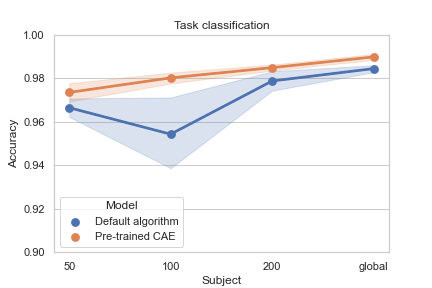 Task classification
1.00
0.98
0.96
0.94
0.92
0.90
Accuracy
Model
Default algorithm
Pre-trained CAE
50 100 200 global
Subject